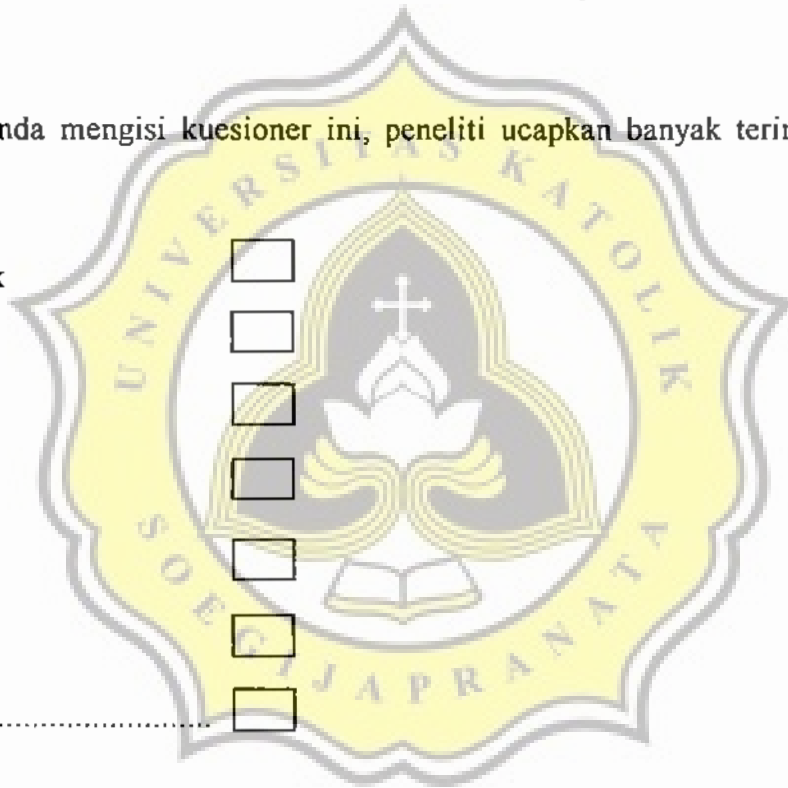 nda mengisi kuesioner ini, peneliti ucapkan banyak terin
k
UNIVERSITAS KATOLIK
SOEGIJAPRANATA
........................................